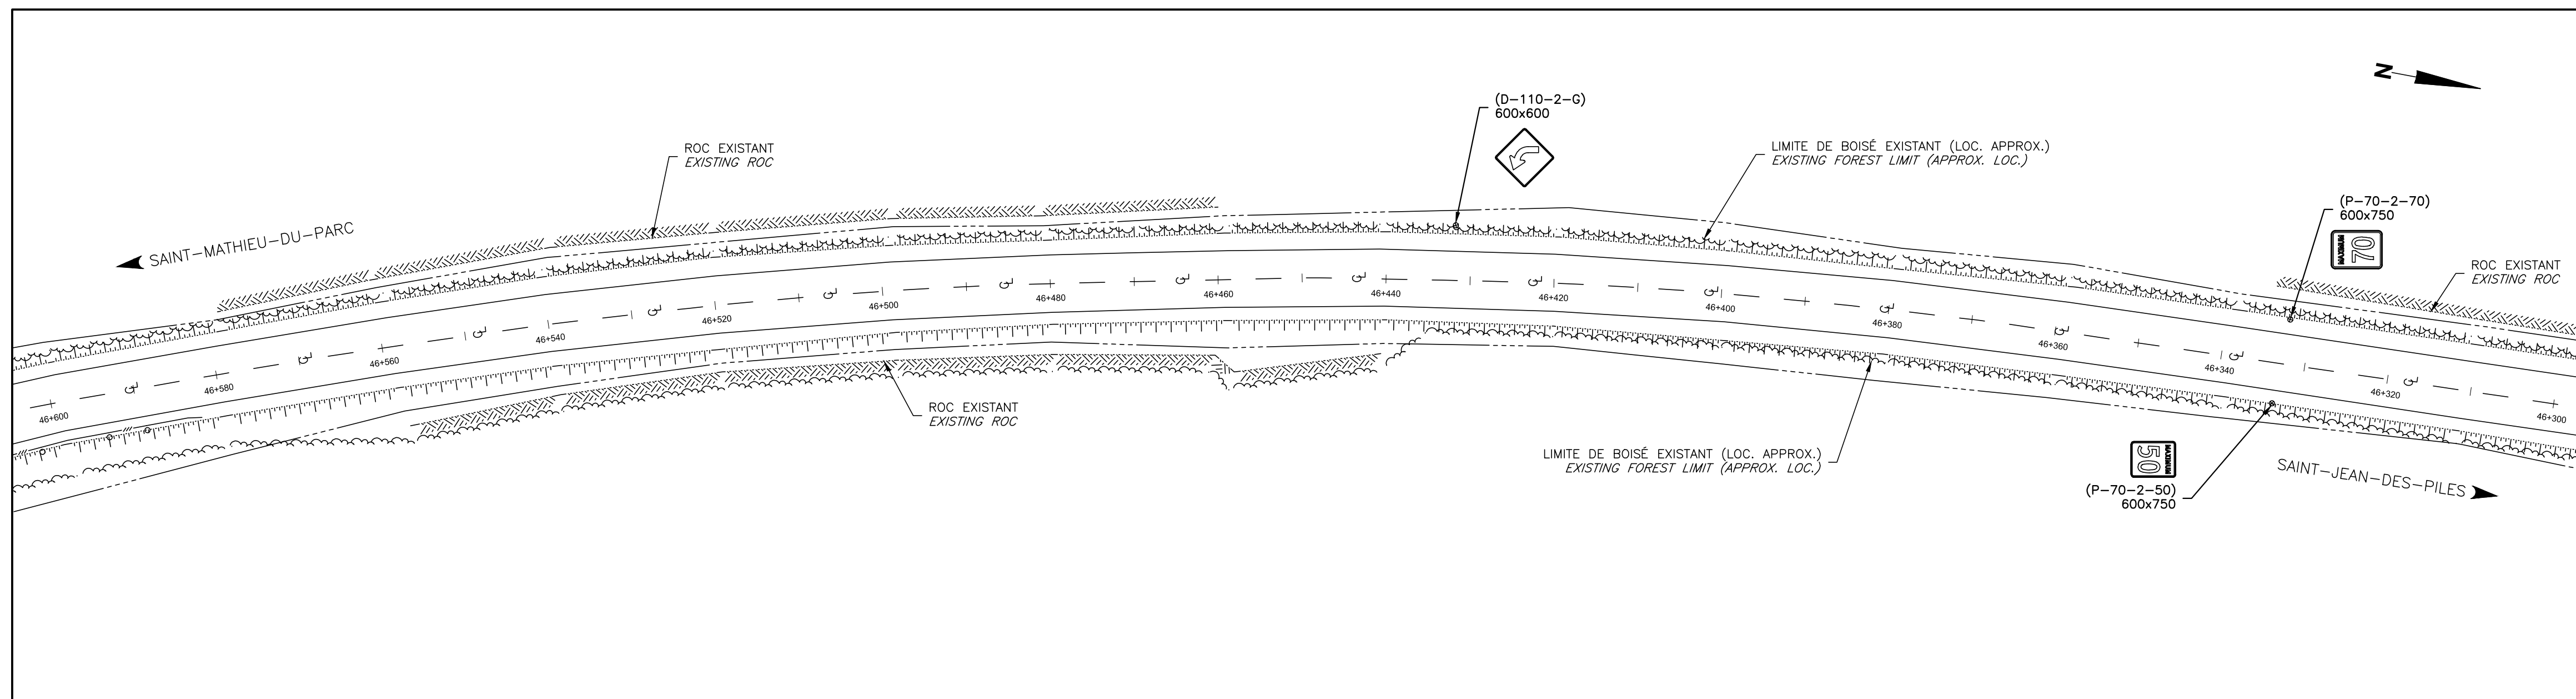 (D-110-2-G)
600x600
N
ROC EXISTANT
EXISTING ROC
LIMITE DE BOISÉ EXISTANT (LOC. APPROX.)
EXISTING FOREST LIMIT (APPROX. LOC.)
(P-70-2-70)
600x750
MAXIMUM
70
SAINT-MATHIEU-DU-PARC
ROC EXISTANT
EXISTING ROC
46+600
46+580
46+560
46+540
46+520
46+500
46+480
46+460
46+440
46+420
46+400
46+380
46+360
46+340
46+320
46+300
ROC EXISTANT
EXISTING ROC
LIMITE DE BOISÉ EXISTANT (LOC. APPROX.)
EXISTING FOREST LIMIT (APPROX. LOC.)
MAXIMUM
50
(P-70-2-50)
600x750
SAINT-JEAN-DES-PILES